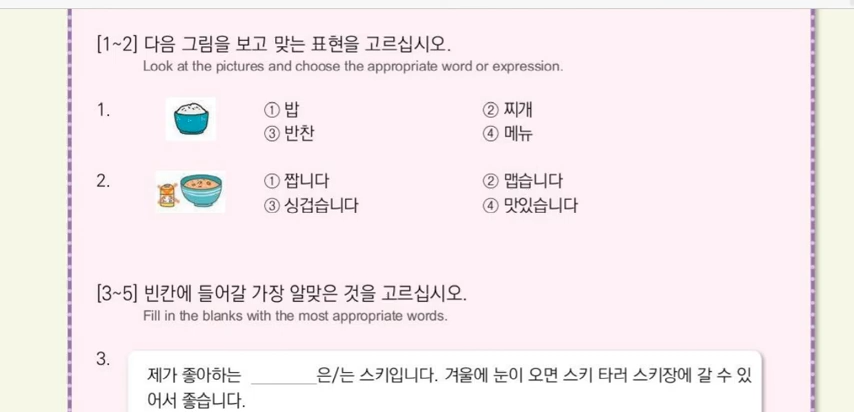 [1~2] 다음 그림을 보고 맞는 표현을 고르십시오.
Look at the pictures and choose the appropriate word or expression.
1. ① 밥 ② 찌개
③ 반찬 ④ 메뉴
2. ① 짭니다 ② 맵습니다
③ 싱겁습니다 ④ 맛있습니다
[3~5] 빈칸에 들어갈 가장 알맞은 것을 고르십시오.
Fill in the blanks with the most appropriate words.
3.
제가 좋아하는 ________은/는 스키입니다. 겨울에 눈이 오면 스키 타러 스키장에 갈 수 있
어서 좋습니다.